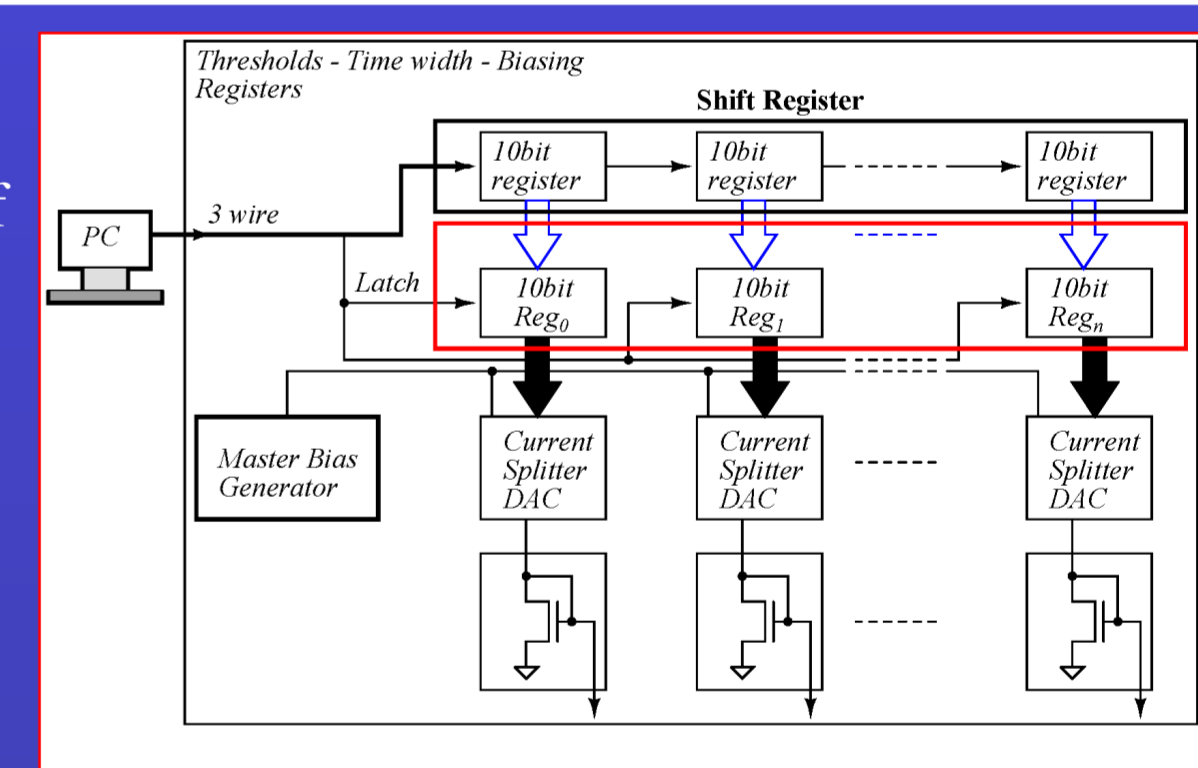 Thresholds - Time width - Biasing
Registers
Shift Register
10bit
register
10bit
register
10bit
register
f
3 wire
PC
Latch
10bit
Reg0
10bit
Reg1
10bit
Regn
Master Bias
Generator
Current
Splitter
DAC
Current
Splitter
DAC
Current
Splitter
DAC